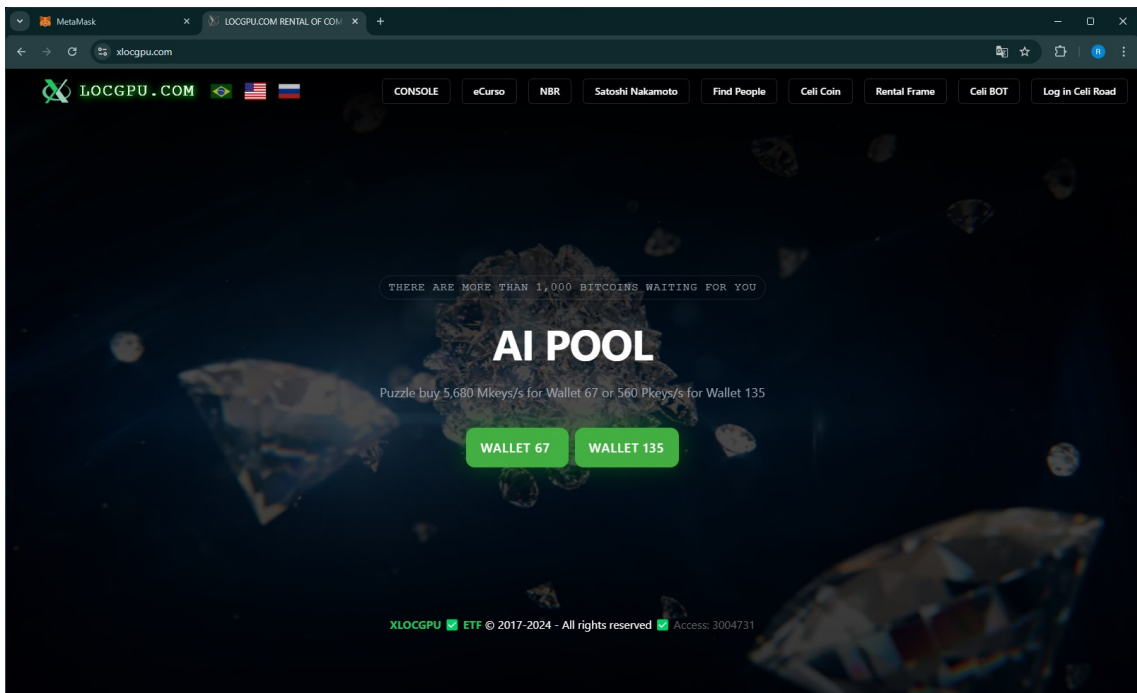 MetaMask
LOCGPU.COM RENTAL OF COM
xlocgpu.com
R
LOCGPU.COM
CONSOLE
eCurso
NBR
Satoshi Nakamoto
Find People
Celi Coin
Rental Frame
Celi BOT
Log in Celi Road
THERE ARE MORE THAN 1,000 BITCOINS WAITING FOR YOU
AI POOL
Puzzle buy 5,680 Mkeys/s for Wallet 67 or 560 Pkeys/s for Wallet 135
WALLET 67
WALLET 135
XLOCGPU ✅ ETF © 2017-2024 - All rights reserved ✅ Access: 3004731